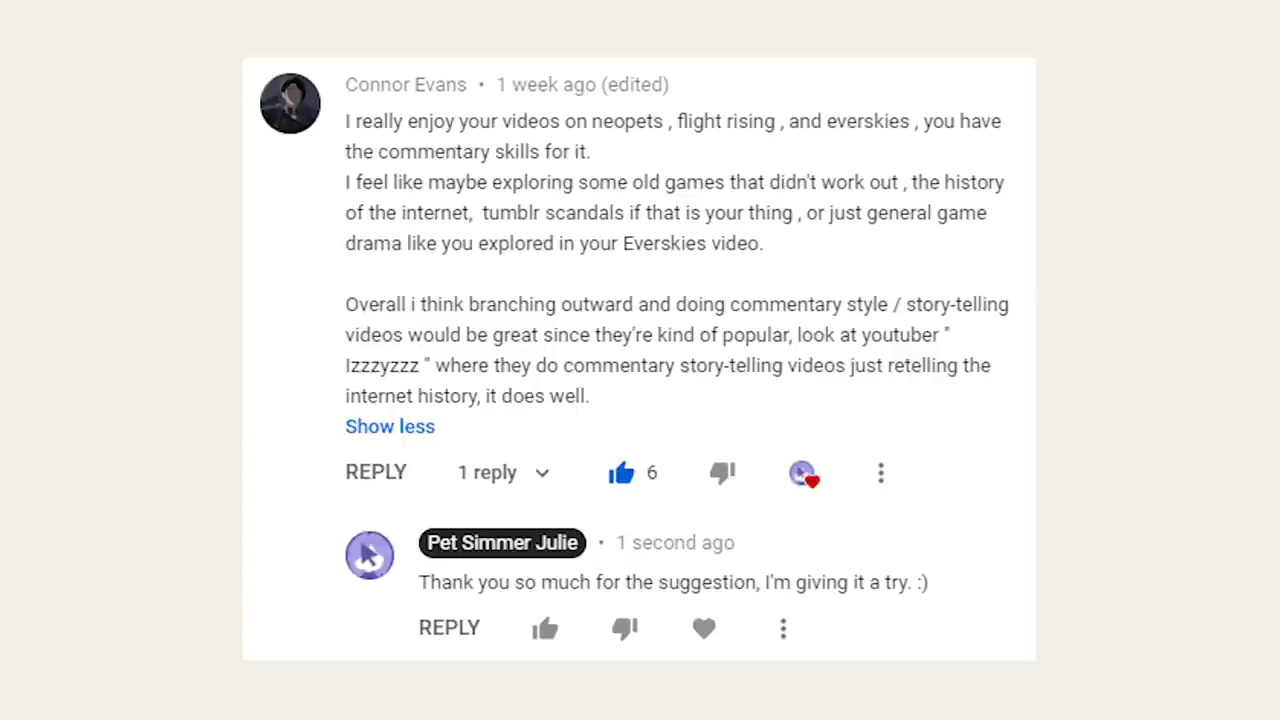 Connor Evans • 1 week ago (edited)
I really enjoy your videos on neopets , flight rising , and everskies , you have
the commentary skills for it.
I feel like maybe exploring some old games that didn't work out , the history
of the internet,  tumblr scandals if that is your thing , or just general game
drama like you explored in your Everskies video.
Overall i think branching outward and doing commentary style / story-telling
videos would be great since they're kind of popular, look at youtuber "
Izzzyzzz " where they do commentary story-telling videos just retelling the
internet history, it does well.
Show less
REPLY 1 reply 6
Pet Simmer Julie • 1 second ago
Thank you so much for the suggestion, I'm giving it a try. :)
REPLY